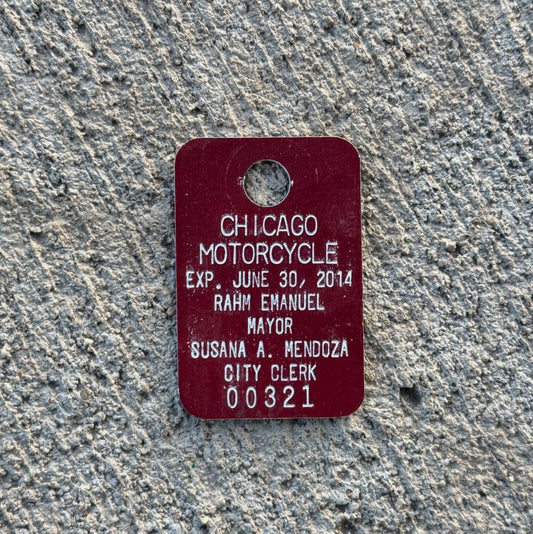 CHICAGO
MOTORCYCLE
EXP. JUNE 30, 2014
RAHM EMANUEL
MAYOR
SUSANA A. MENDOZA
CITY CLERK
00321